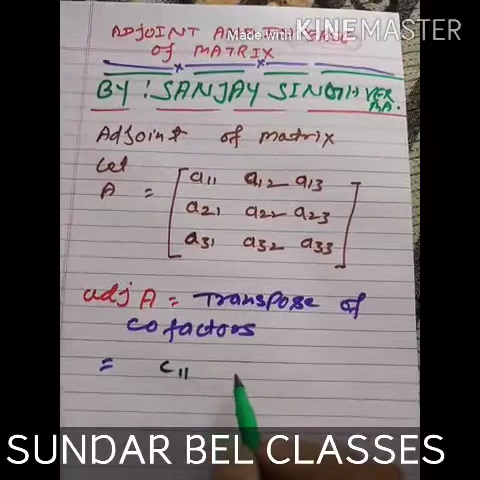 ADJOINT AND
OF MATRIX
Made with KINEMASTER
BY : SANJAY SINGH VERMA.
Adjoint of matrix
Let
A = [ a11 a12 a13
a21 a22 a23
a31 a32 a33 ]
adj A = Transpose of
cofactors
= C11
SUNDAR BEL CLASSES